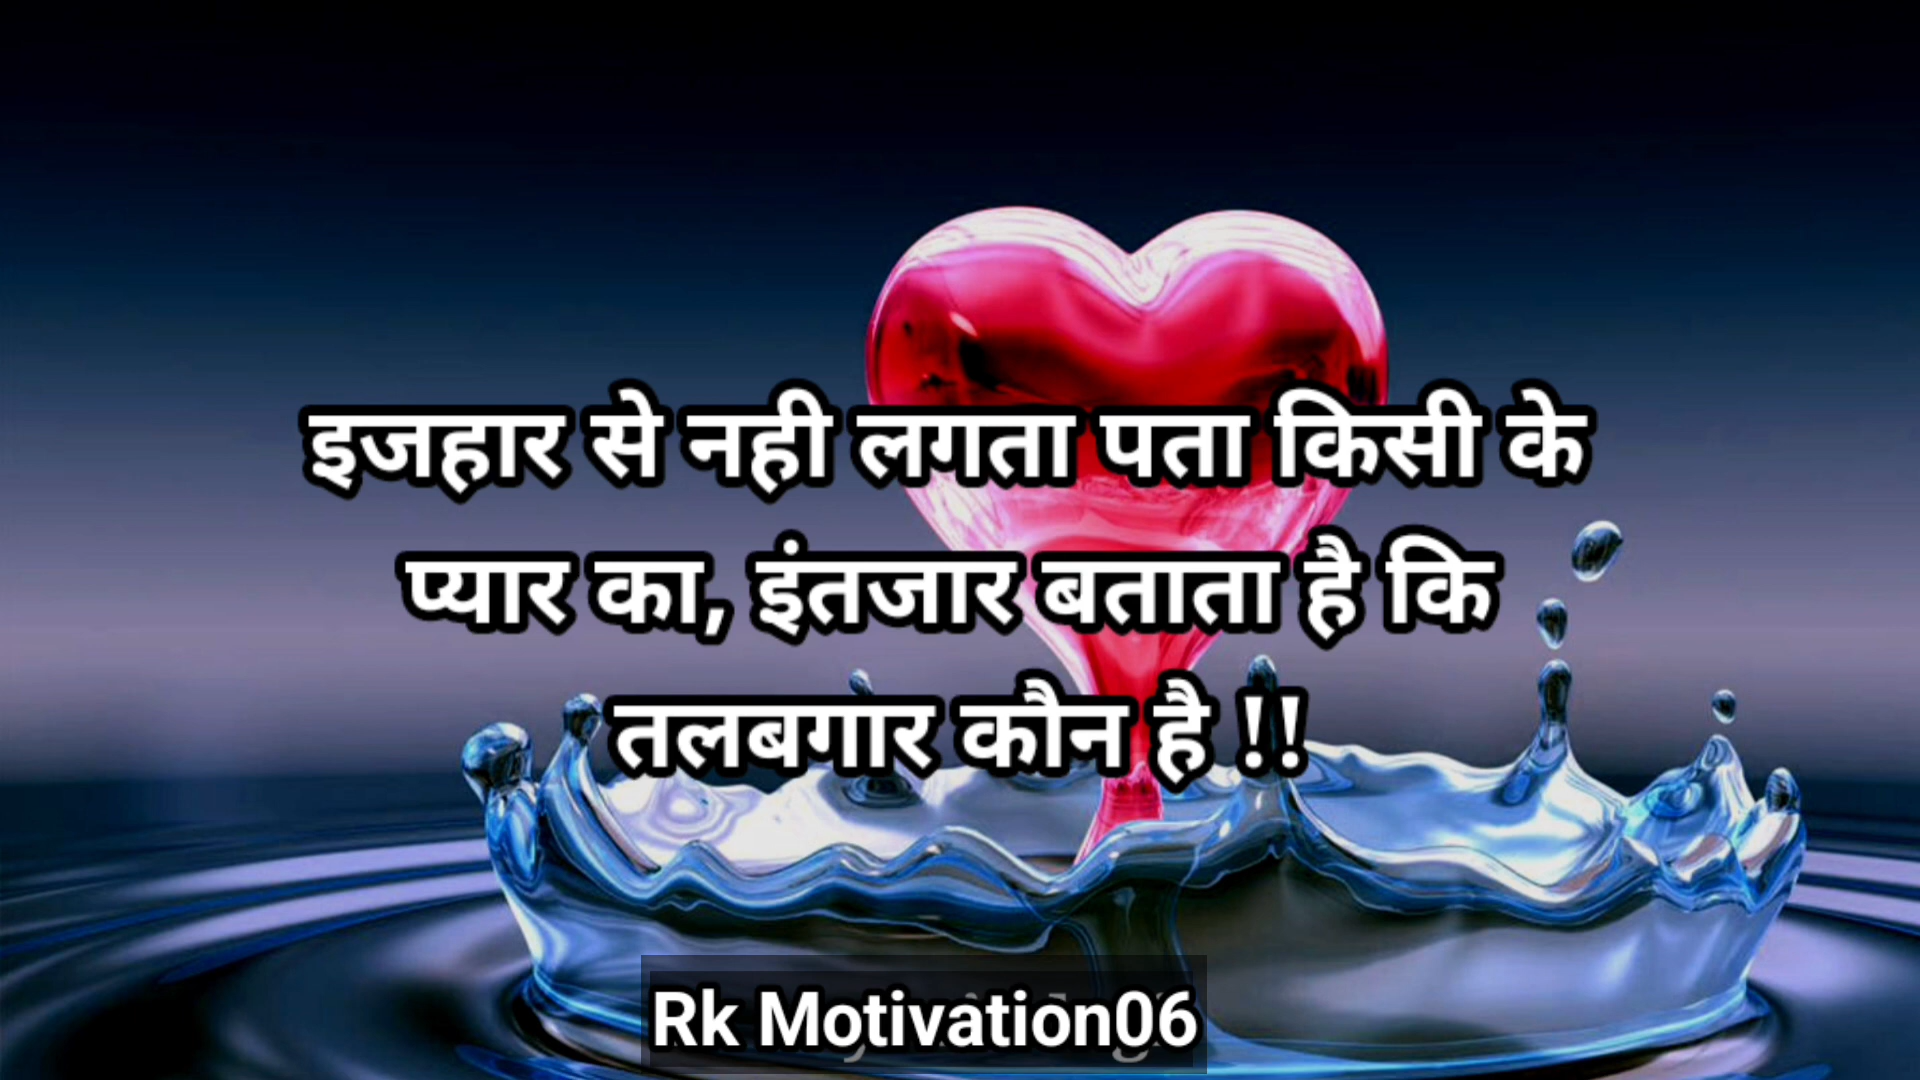 इजहार से नही लगता पता किसी के
प्यार का, इंतजार बताता है कि
तलबगार कौन है !!
Rk Motivation06